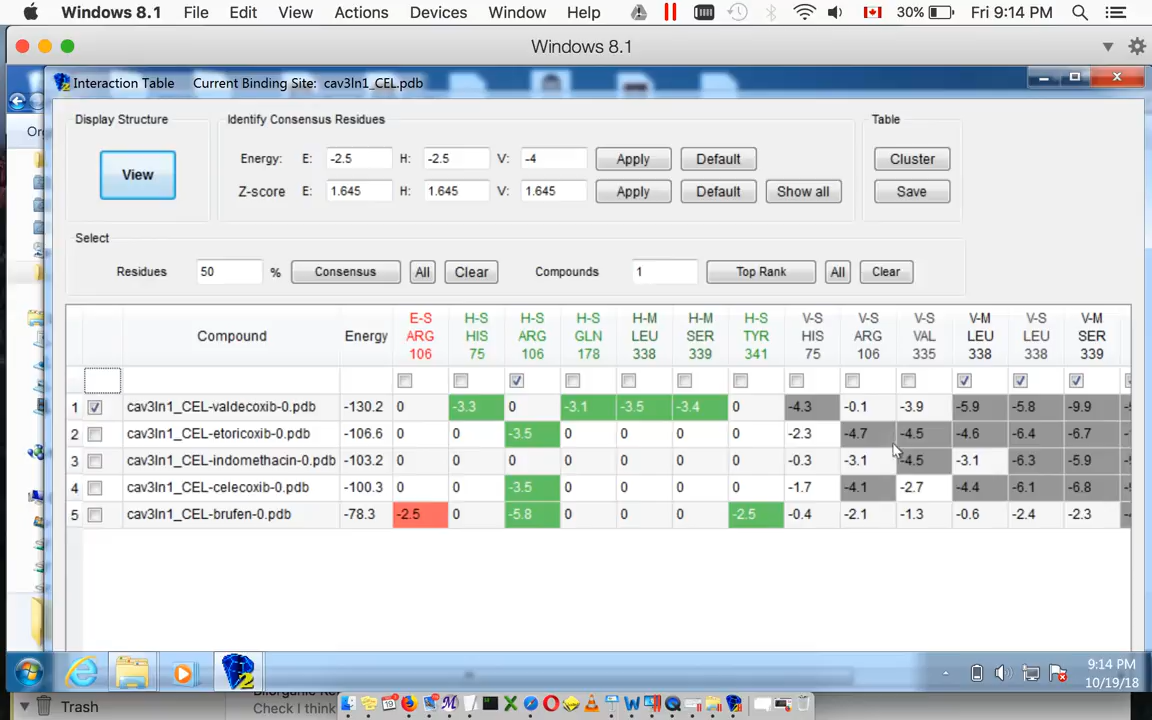 Windows 8.1 File Edit View Actions Devices Window Help 30% Fri 9:14 PM
Windows 8.1
Interaction Table Current Binding Site: cav3ln1_CEL.pdb
Display Structure Identify Consensus Residues Table
Energy: E: -2.5 H: -2.5 V: -4 Apply Default Cluster
View
Z-score E: 1.645 H: 1.645 V: 1.645 Apply Default Show all Save
Select
Residues 50 % Consensus All Clear Compounds 1 Top Rank All Clear
E-S H-S H-S H-S H-M H-M H-S V-S V-S V-S V-M V-S V-M
Compound Energy ARG HIS ARG GLN LEU SER TYR HIS ARG VAL LEU LEU SER
106 75 106 178 338 339 341 75 106 335 338 338 339
1 cav3ln1_CEL-valdecoxib-0.pdb -130.2 0 -3.3 0 -3.1 -3.5 -3.4 0 -4.3 -0.1 -3.9 -5.9 -5.8 -9.9
2 cav3ln1_CEL-etoricoxib-0.pdb -106.6 0 0 -3.5 0 0 0 0 -2.3 -4.7 -4.5 -4.6 -6.4 -6.7
3 cav3ln1_CEL-indomethacin-0.pdb -103.2 0 0 0 0 0 0 0 -0.3 -3.1 -4.5 -3.1 -6.3 -5.9
4 cav3ln1_CEL-celecoxib-0.pdb -100.3 0 0 -3.5 0 0 0 0 -1.7 -4.1 -2.7 -4.4 -6.1 -6.8
5 cav3ln1_CEL-brufen-0.pdb -78.3 -2.5 0 -5.8 0 0 0 -2.5 -0.4 -2.1 -1.3 -0.6 -2.4 -2.3
9:14 PM
10/19/18
Trash
Check I think